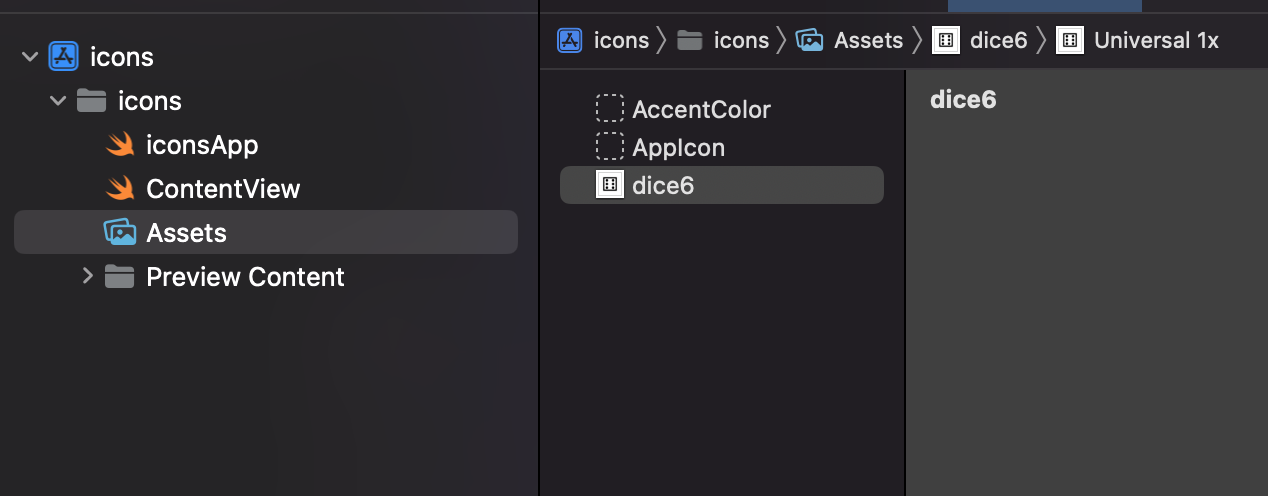 icons
icons
iconsApp
ContentView
Assets
Preview Content
icons icons Assets dice6 Universal 1x
AccentColor
AppIcon
dice6
dice6